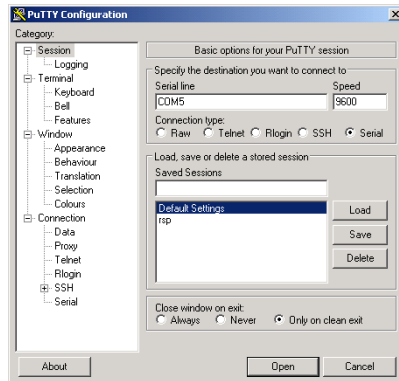 PuTTY Configuration
Category:
Session
Logging
Terminal
Keyboard
Bell
Features
Window
Appearance
Behaviour
Translation
Selection
Colours
Connection
Data
Proxy
Telnet
Rlogin
SSH
Serial
Basic options for your PuTTY session
Specify the destination you want to connect to
Serial line Speed
COM5 9600
Connection type:
Raw Telnet Rlogin SSH Serial
Load, save or delete a stored session
Saved Sessions
Default Settings
rsp
Load
Save
Delete
Close window on exit:
Always Never Only on clean exit
About Open Cancel